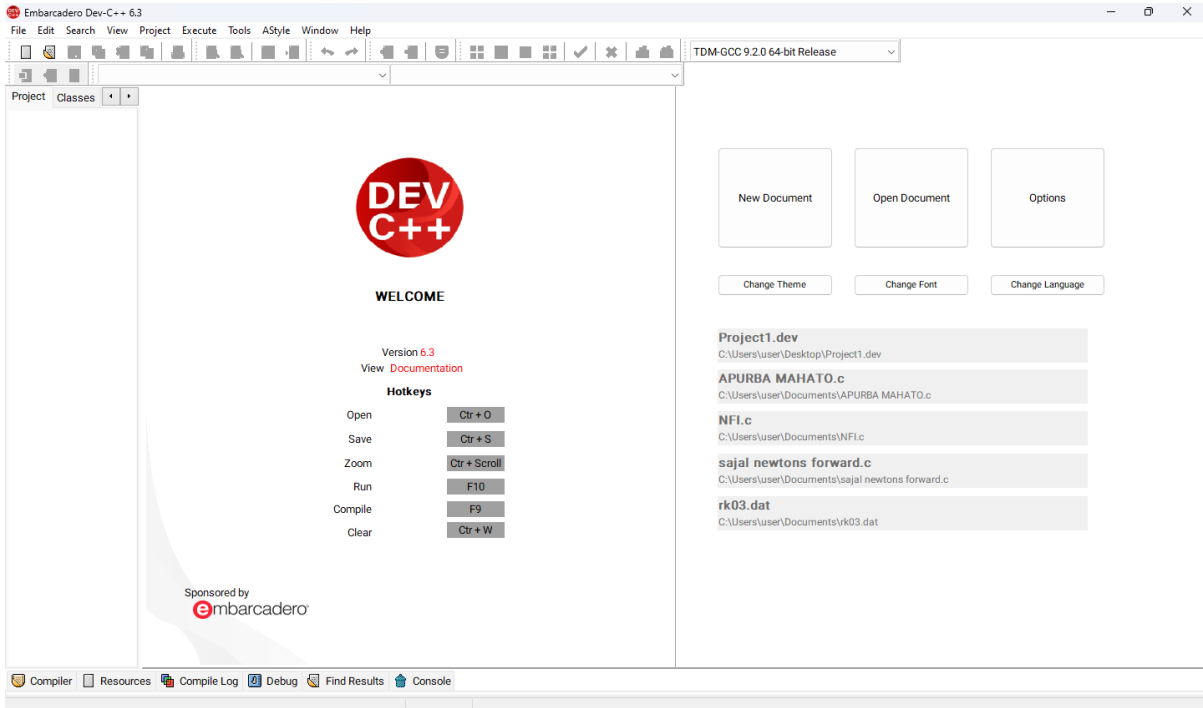 Embarcadero Dev-C++ 6.3
File Edit Search View Project Execute Tools AStyle Window Help
TDM-GCC 9.2.0 64-bit Release
Project Classes
DEV
C++
WELCOME
Version 6.3
View Documentation
Hotkeys
Open Ctr + O
Save Ctr + S
Zoom Ctr + Scroll
Run F10
Compile F9
Clear Ctr + W
Sponsored by
embarcadero
New Document Open Document Options
Change Theme Change Font Change Language
Project1.dev
C:\Users\user\Desktop\Project1.dev
APURBA MAHATO.c
C:\Users\user\Documents\APURBA MAHATO.c
NFI.c
C:\Users\user\Documents\NFI.c
sajal newtons forward.c
C:\Users\user\Documents\sajal newtons forward.c
rk03.dat
C:\Users\user\Documents\rk03.dat
Compiler Resources Compile Log Debug Find Results Console